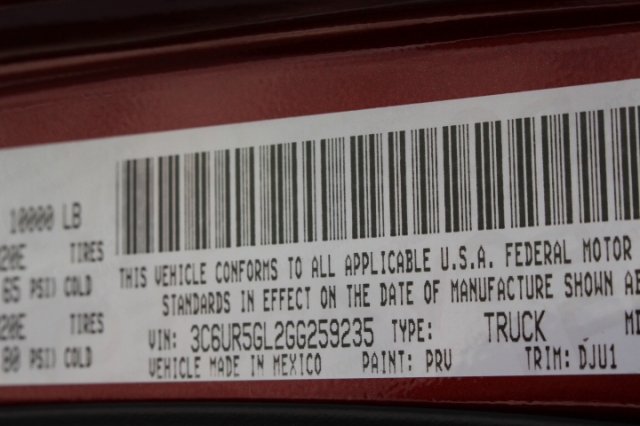 10000 LB
20E TIRES
65 PSI) COLD
20E TIRES
80 PSI) COLD
THIS VEHICLE CONFORMS TO ALL APPLICABLE U.S.A. FEDERAL MOTOR
STANDARDS IN EFFECT ON THE DATE OF MANUFACTURE SHOWN AB
VIN: 3C6UR5GL2GG259235 TYPE: TRUCK
VEHICLE MADE IN MEXICO PAINT: PRV TRIM: DJU1